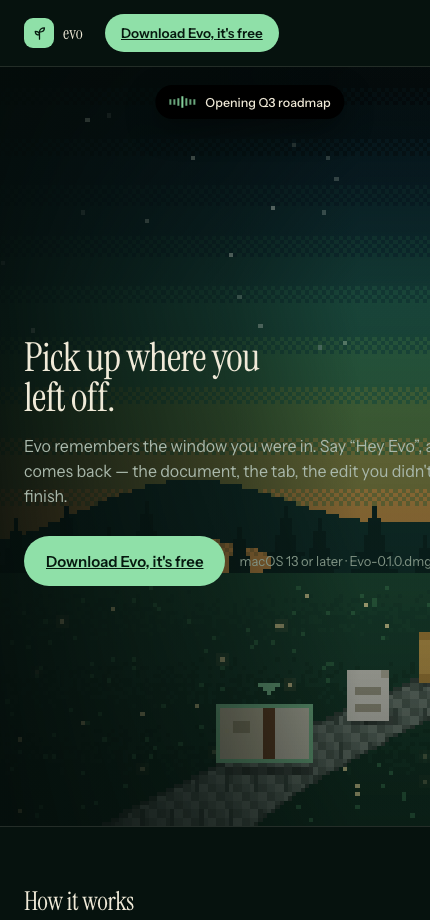 evo
Download Evo, it's free
Opening Q3 roadmap
Pick up where you
left off.
Evo remembers the window you were in. Say “Hey Evo”,
comes back — the document, the tab, the edit you didn't
finish.
Download Evo, it's free
macOS 13 or later · Evo-0.1.0.dmg
How it works